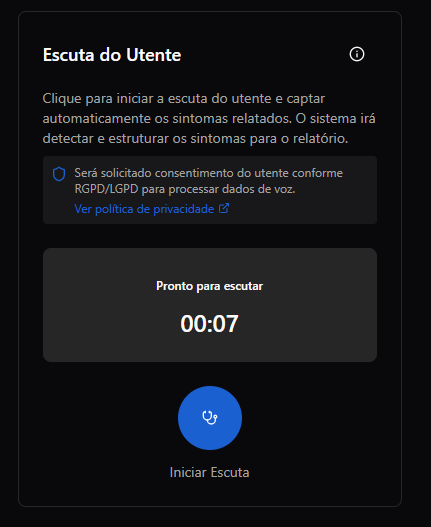 Escuta do Utente
Clique para iniciar a escuta do utente e captar
automaticamente os sintomas relatados. O sistema irá
detectar e estruturar os sintomas para o relatório.
Será solicitado consentimento do utente conforme
RGPD/LGPD para processar dados de voz.
Ver política de privacidade
Pronto para escutar
00:07
Iniciar Escuta